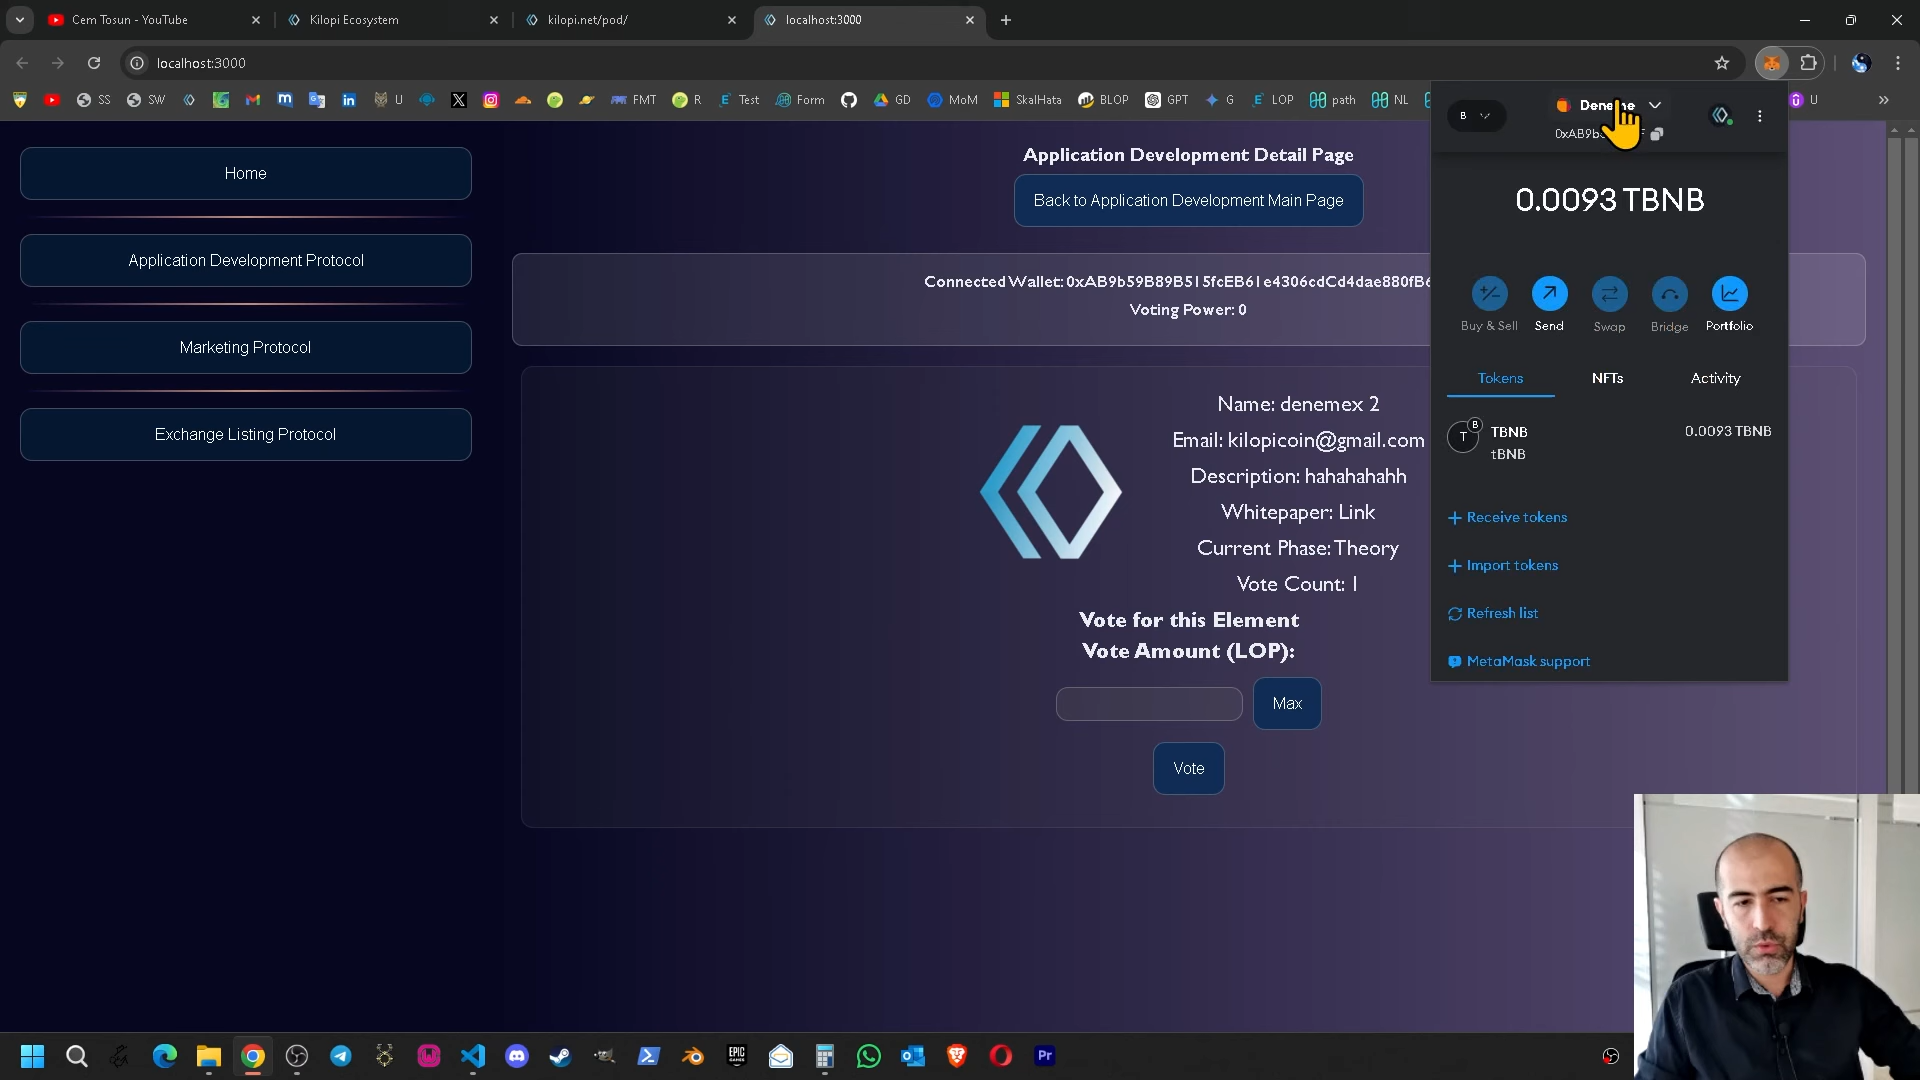 Cem Tosun - YouTube
Kilopi Ecosystem
kilopi.net/pod/
localhost:3000
localhost:3000
SS
SW
U
FMT
R
Test
Form
GD
MoM
SkalHata
BLOP
GPT
G
LOP
path
NL
U
Home
Application Development Protocol
Marketing Protocol
Exchange Listing Protocol
Application Development Detail Page
Back to Application Development Main Page
Connected Wallet: 0xAB9b59B89B515fcEB61e4306cdCd4dae880fB6
Voting Power: 0
Name: denemex 2
Email: kilopicoin@gmail.com
Description: hahahahahh
Whitepaper: Link
Current Phase: Theory
Vote Count: 1
Vote for this Element
Vote Amount (LOP):
Max
Vote
B
0xAB9b5
0.0093 TBNB
Buy & Sell
Send
Swap
Bridge
Portfolio
Tokens
NFTs
Activity
T
B
TBNB
0.0093 TBNB
tBNB
Receive tokens
Import tokens
Refresh list
MetaMask support
EPIC GAMES
Pr